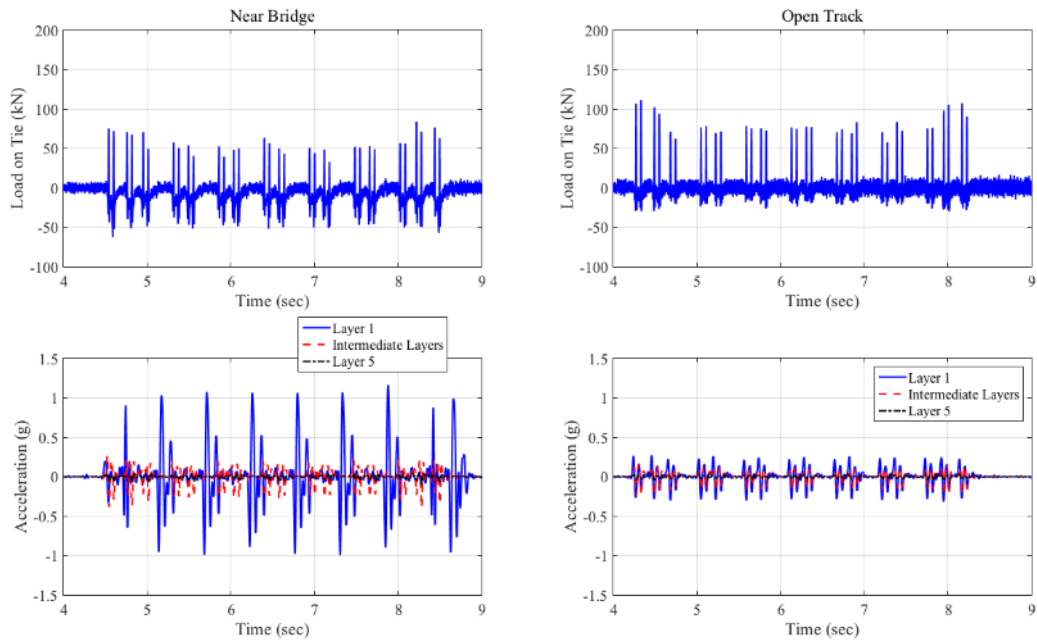 Near Bridge
200
150
100
50
0
-50
-100
Load on Tie (kN)
4 5 6 7 8 9
Time (sec)
Open Track
200
150
100
50
0
-50
-100
Load on Tie (kN)
4 5 6 7 8 9
Time (sec)
Layer 1
Intermediate Layers
Layer 5
1.5
1
0.5
0
-0.5
-1
-1.5
Acceleration (g)
4 5 6 7 8 9
Time (sec)
Layer 1
Intermediate Layers
Layer 5
1.5
1
0.5
0
-0.5
-1
-1.5
Acceleration (g)
4 5 6 7 8 9
Time (sec)